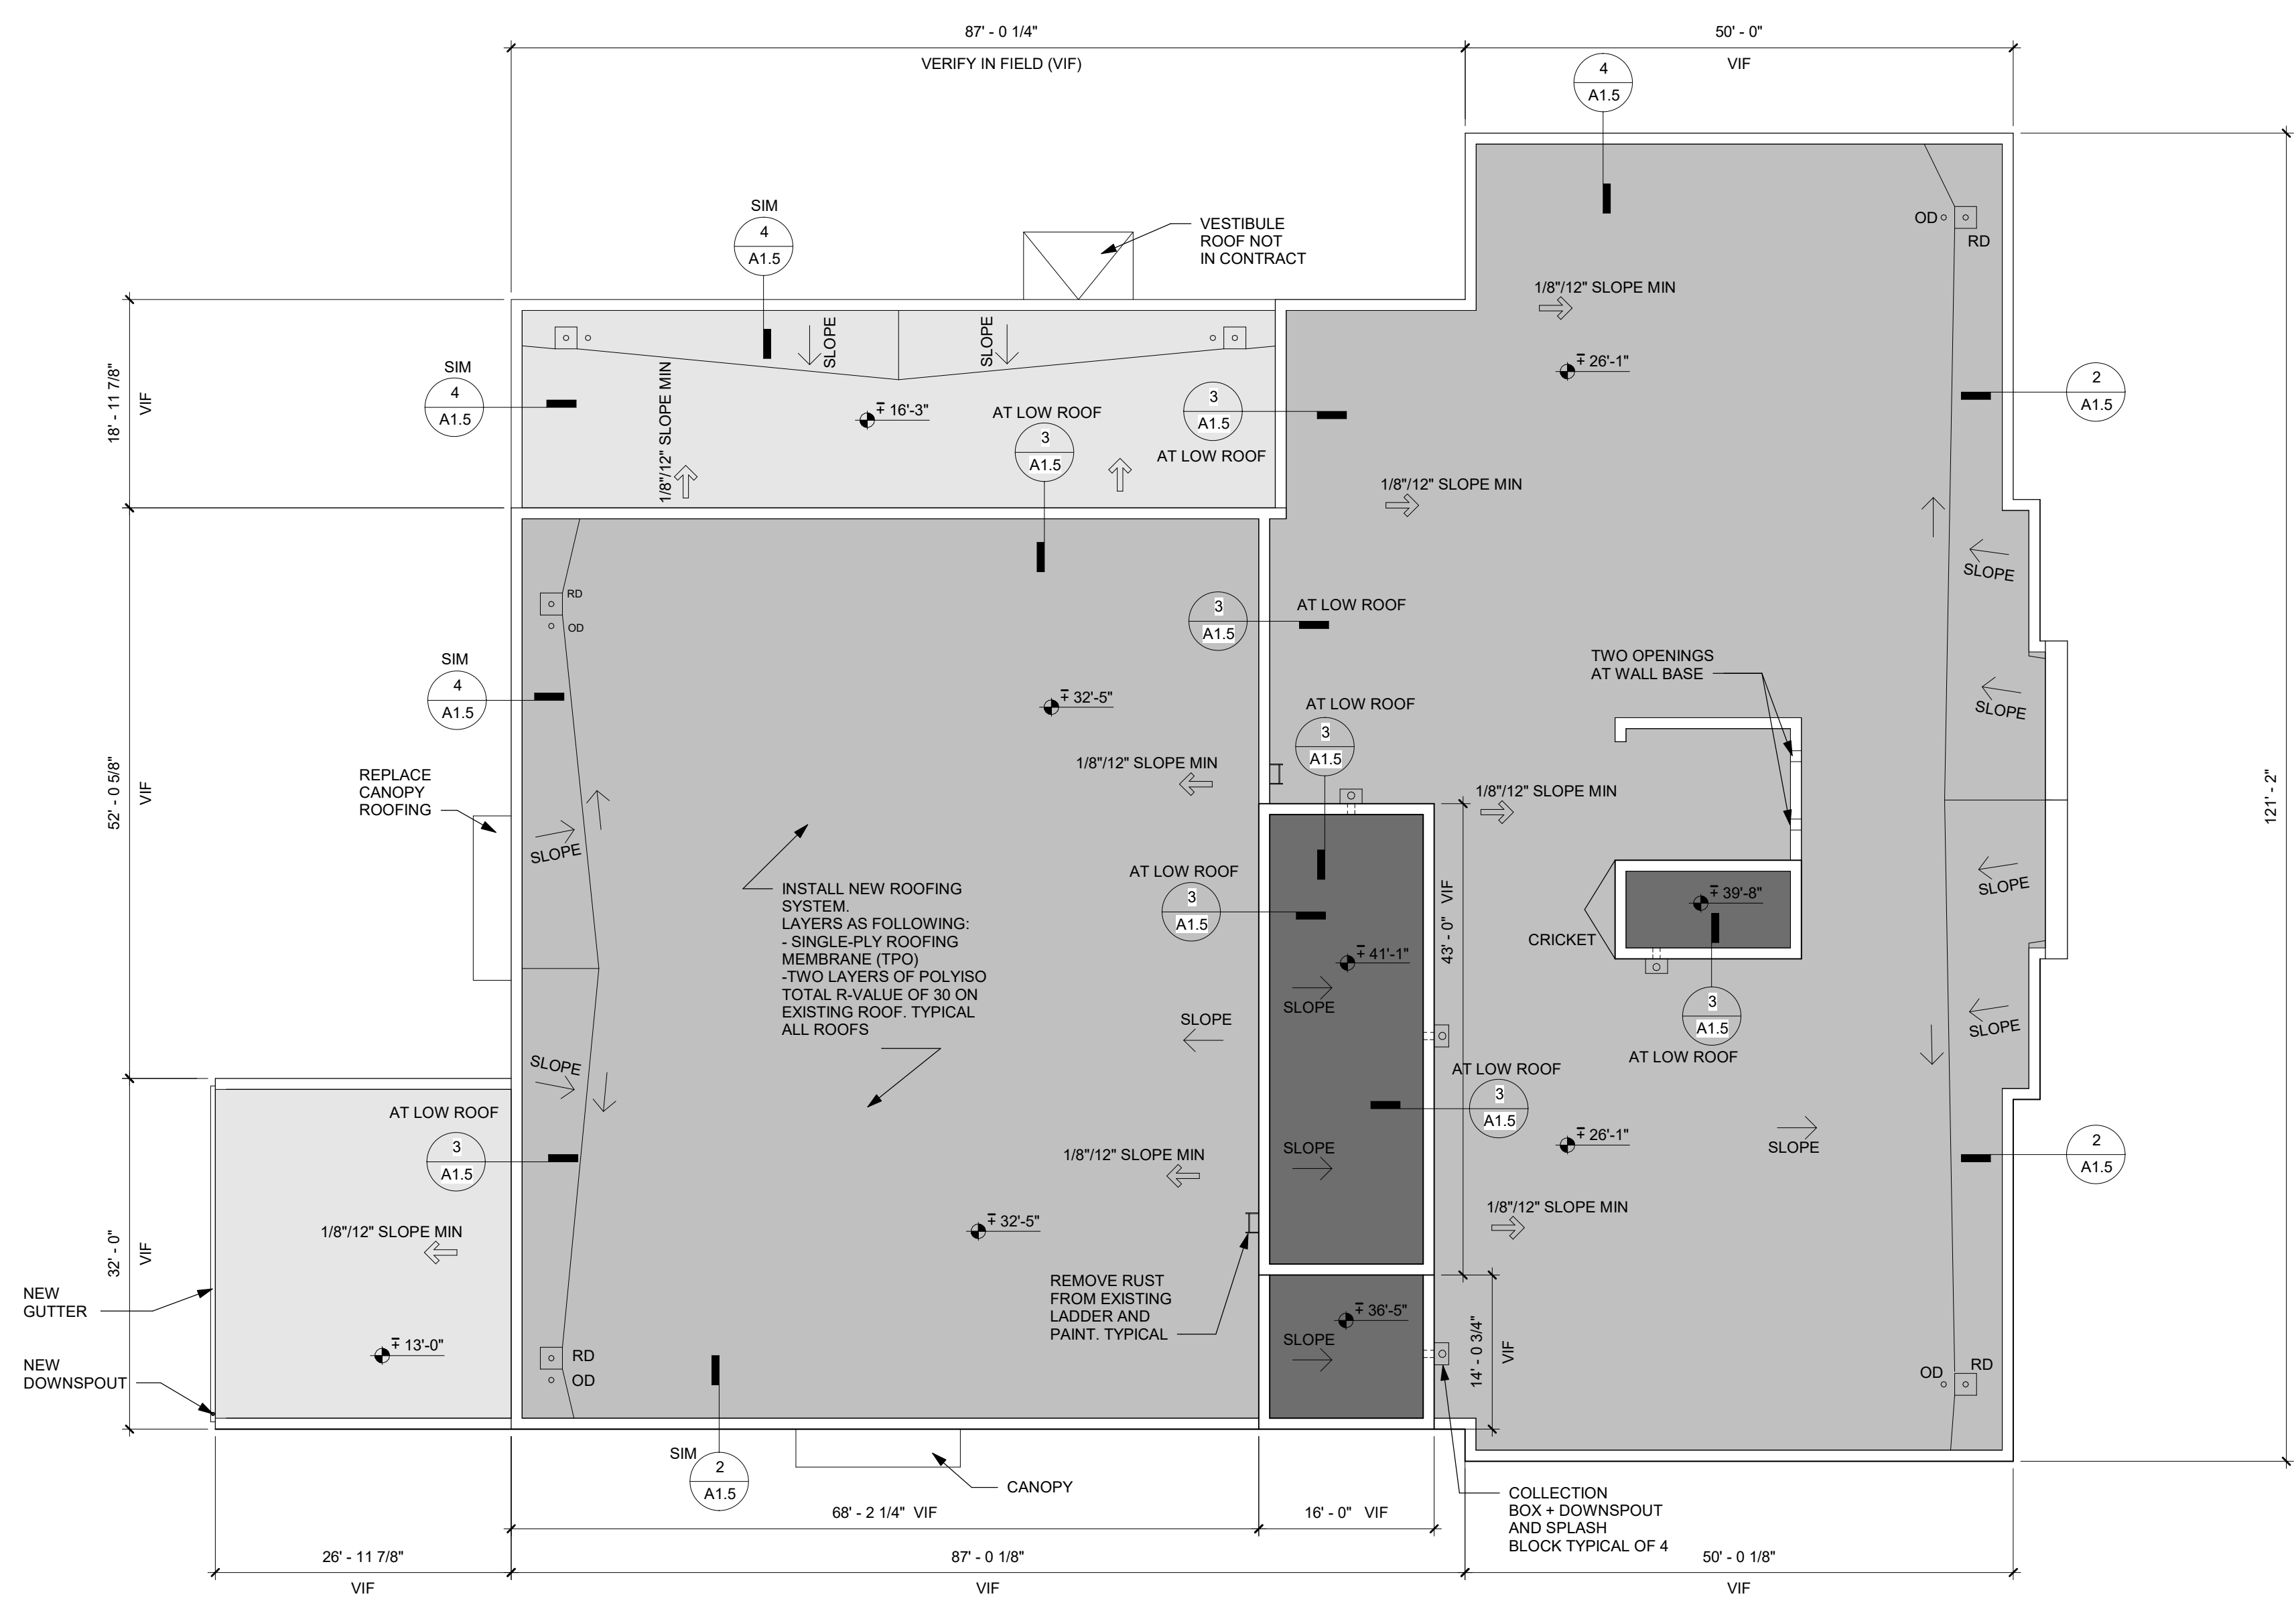 87' - 0 1/4"
VERIFY IN FIELD (VIF)
50' - 0"
VIF
4
A1.5
SIM
4
A1.5
VESTIBULE
ROOF NOT
IN CONTRACT
OD
RD
1/8"/12" SLOPE MIN
∓ 26'-1"
18' - 11 7/8"
VIF
SIM
4
A1.5
SLOPE
SLOPE
1/8"/12" SLOPE MIN
∓ 16'-3"
AT LOW ROOF
3
A1.5
3
A1.5
AT LOW ROOF
2
A1.5
1/8"/12" SLOPE MIN
RD
OD
3
A1.5
AT LOW ROOF
SLOPE
SIM
4
A1.5
∓ 32'-5"
AT LOW ROOF
3
A1.5
TWO OPENINGS
AT WALL BASE
SLOPE
52' - 0 5/8"
VIF
REPLACE
CANOPY
ROOFING
1/8"/12" SLOPE MIN
1/8"/12" SLOPE MIN
121' - 2"
SLOPE
INSTALL NEW ROOFING
SYSTEM.
LAYERS AS FOLLOWING:
- SINGLE-PLY ROOFING
MEMBRANE (TPO)
-TWO LAYERS OF POLYISO
TOTAL R-VALUE OF 30 ON
EXISTING ROOF. TYPICAL
ALL ROOFS
AT LOW ROOF
3
A1.5
43' - 0" VIF
∓ 39'-8"
SLOPE
CRICKET
∓ 41'-1"
SLOPE
SLOPE
3
A1.5
AT LOW ROOF
SLOPE
SLOPE
AT LOW ROOF
3
A1.5
AT LOW ROOF
3
A1.5
∓ 26'-1"
SLOPE
2
A1.5
SLOPE
1/8"/12" SLOPE MIN
1/8"/12" SLOPE MIN
1/8"/12" SLOPE MIN
∓ 32'-5"
32' - 0"
VIF
NEW
GUTTER
REMOVE RUST
FROM EXISTING
LADDER AND
PAINT. TYPICAL
∓ 36'-5"
SLOPE
14' - 0 3/4"
VIF
∓ 13'-0"
NEW
DOWNSPOUT
RD
OD
OD
RD
SIM
2
A1.5
CANOPY
COLLECTION
BOX + DOWNSPOUT
AND SPLASH
BLOCK TYPICAL OF 4
68' - 2 1/4" VIF
16' - 0" VIF
26' - 11 7/8"
VIF
87' - 0 1/8"
VIF
50' - 0 1/8"
VIF